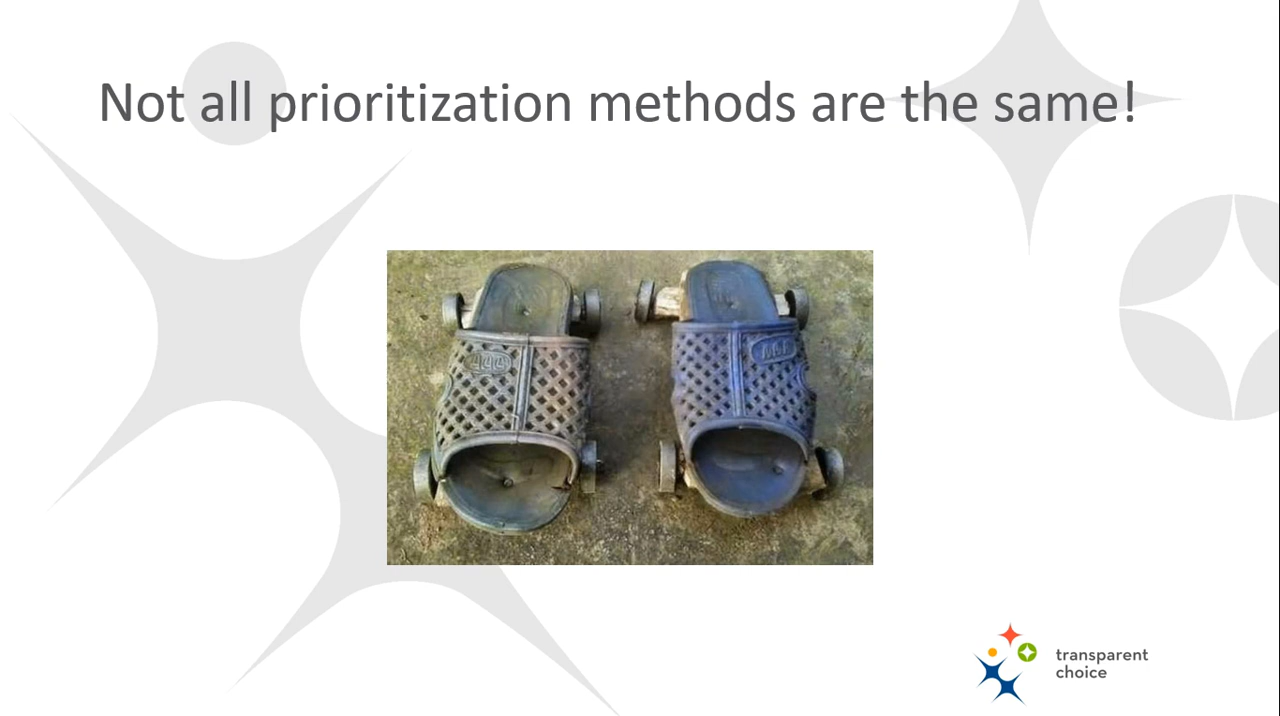 Not all prioritization methods are the same!
transparent
choice